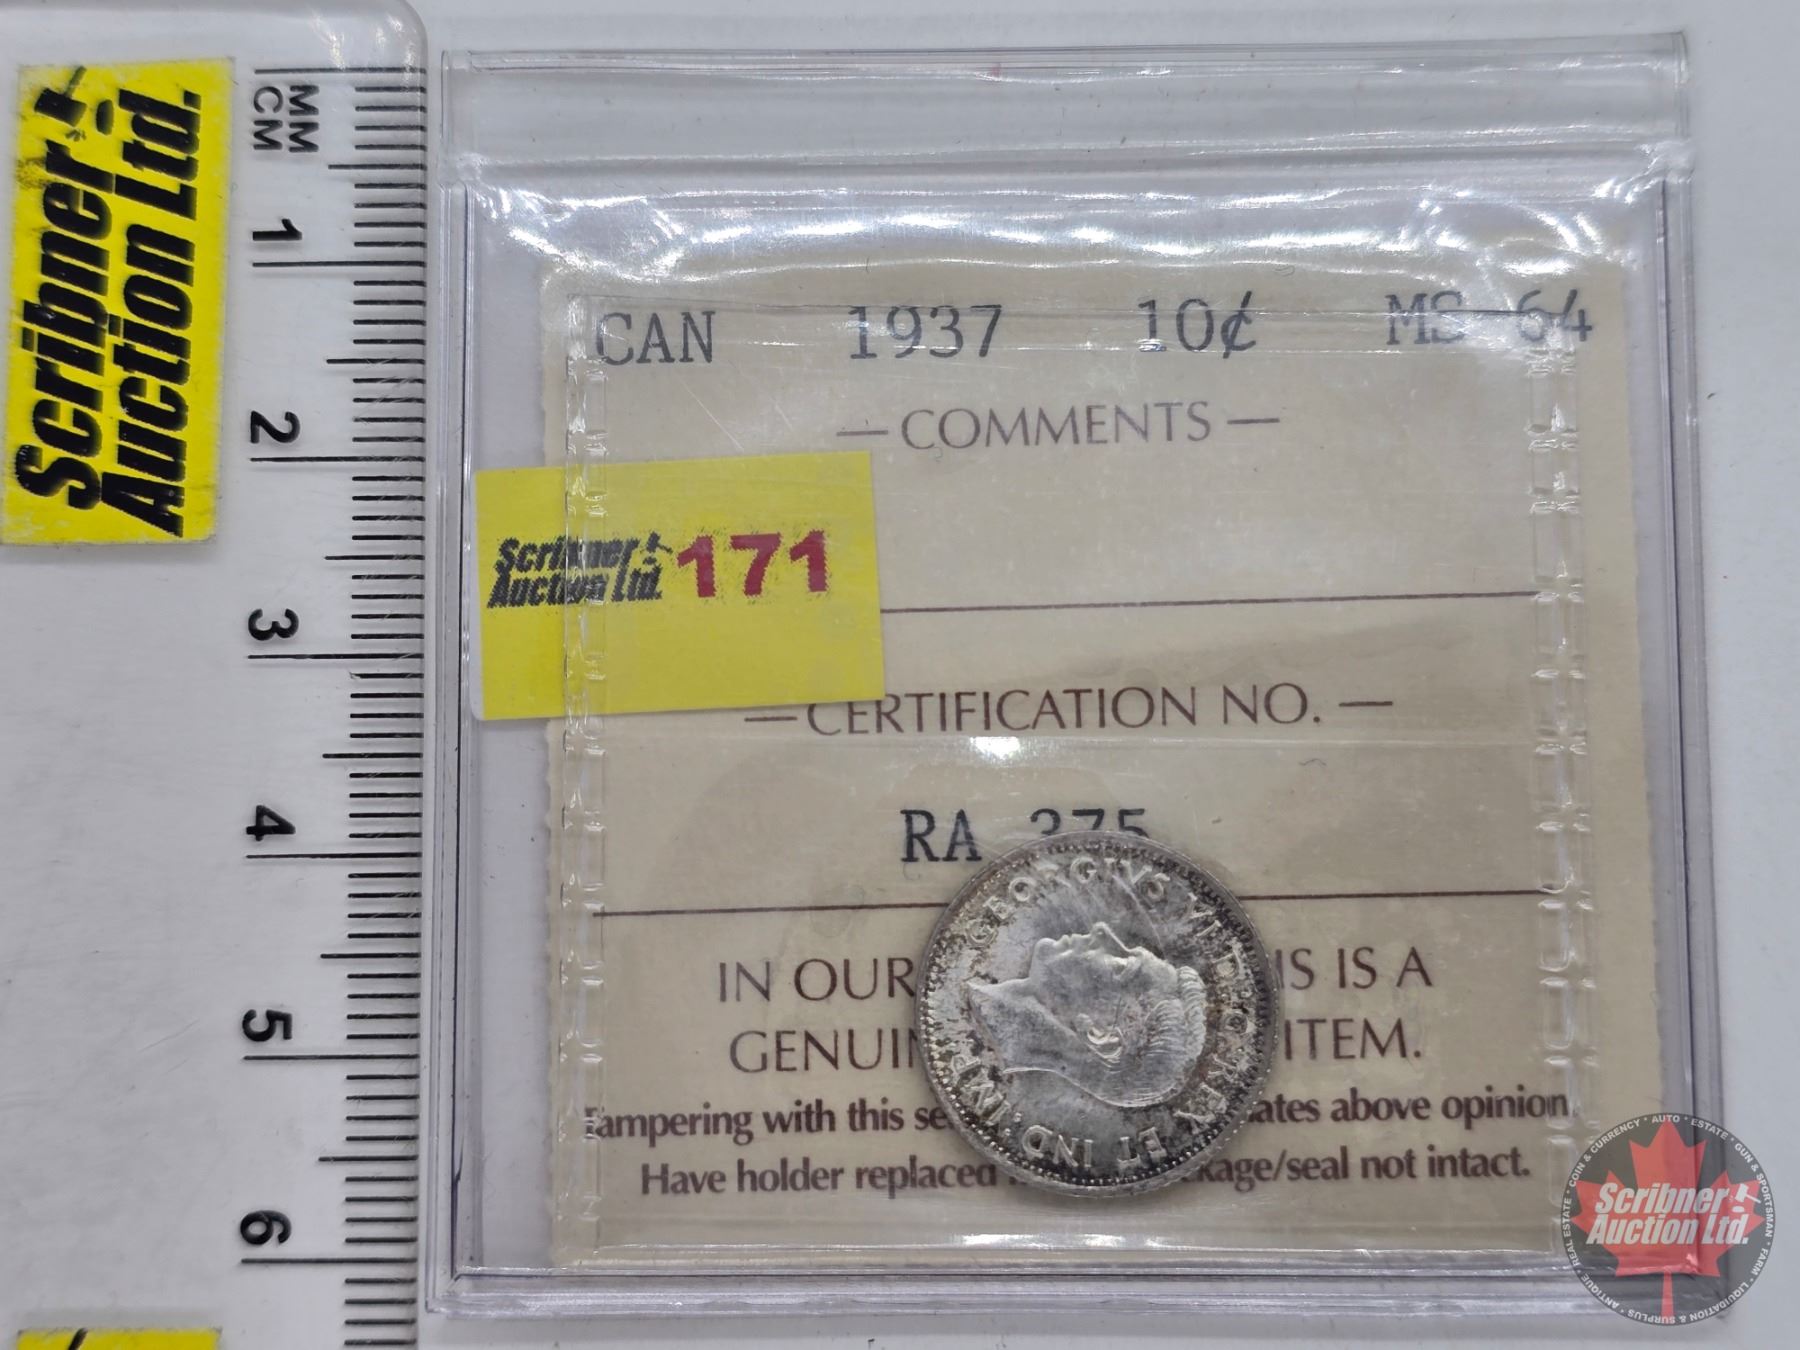 Scribner
Auction Ltd.
MM
CM
1
2
3
4
5
6
CAN 1937 10¢ MS-64
— COMMENTS —
Scribner
Auction Ltd. 171
— CERTIFICATION NO. —
RA 375
IN OUR IS IS A
GENUIN ITEM.
Tampering with this se ates above opinion.
Have holder replaced kage/seal not intact.
GEORGIVS VI D:G:REX ET IND:IMP:
REAL ESTATE · COIN & CURRENCY · AUTO · ESTATE · GUN & SPORTSMAN · FARM · LIQUIDATION & SURPLUS · ANTIQUE
Scribner
Auction Ltd.